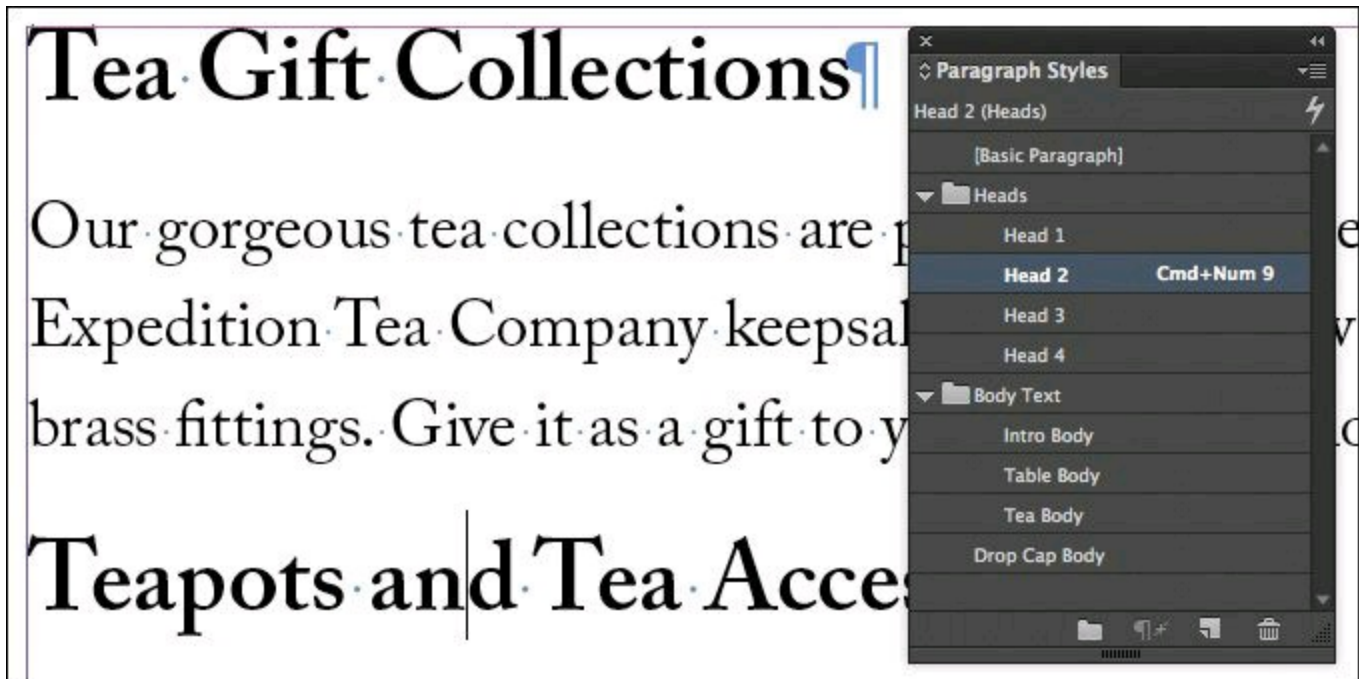 Tea Gift Collections¶
Our gorgeous tea collections are
Expedition Tea Company
brass fittings. Give it as a gift to
Teapots and Tea
Paragraph Styles
Head 2 (Heads)
[Basic Paragraph]
Heads
Head 1
Head 2 Cmd+Num 9
Head 3
Head 4
Body Text
Intro Body
Table Body
Tea Body
Drop Cap Body